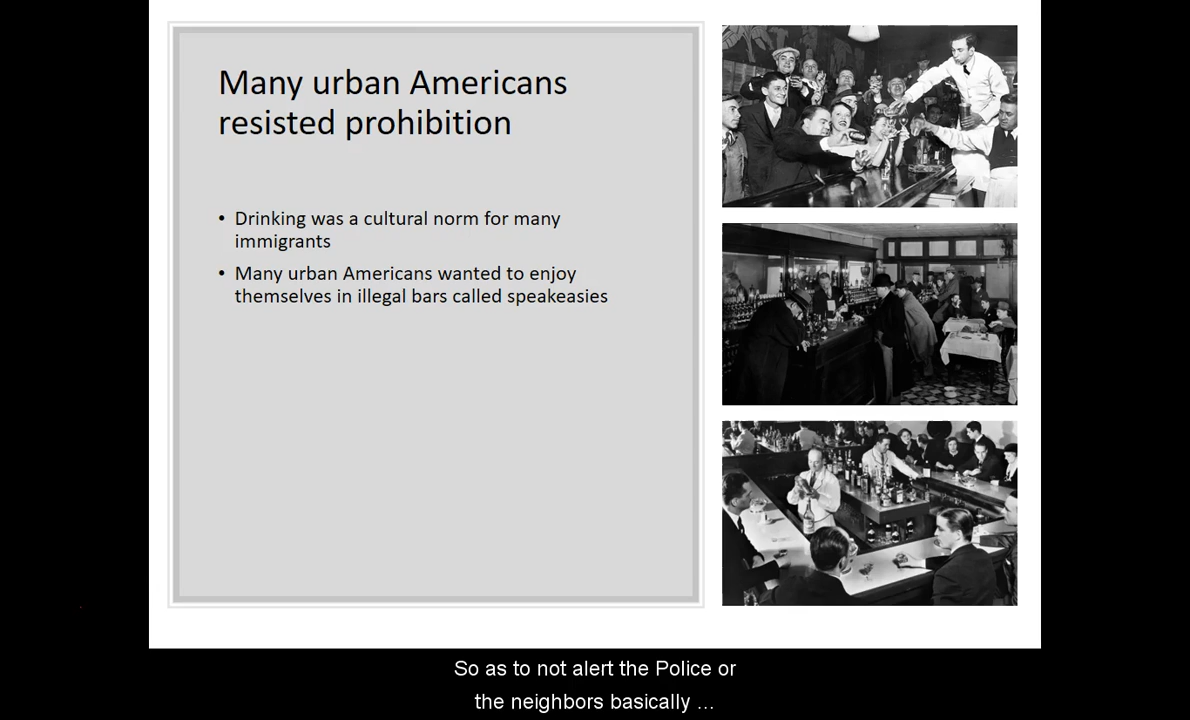 Many urban Americans
resisted prohibition
• Drinking was a cultural norm for many
immigrants
• Many urban Americans wanted to enjoy
themselves in illegal bars called speakeasies
So as to not alert the Police or
the neighbors basically ...